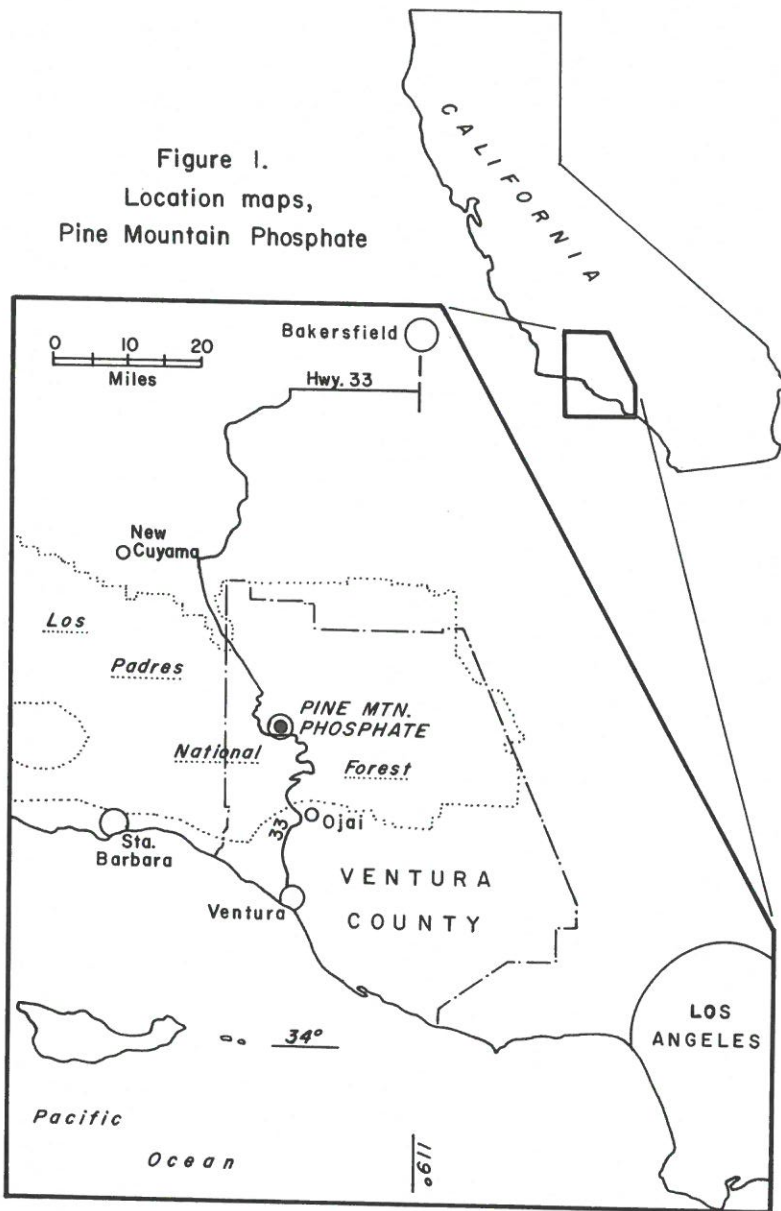 Figure 1.
Location maps,
Pine Mountain Phosphate
CALIFORNIA
Bakersfield
0 10 20
Miles
Hwy. 33
New
Cuyama
Los
Padres
PINE MTN.
PHOSPHATE
National
Forest
33
Ojai
Sta.
Barbara
VENTURA
COUNTY
Ventura
LOS
ANGELES
34°
Pacific
Ocean
119°